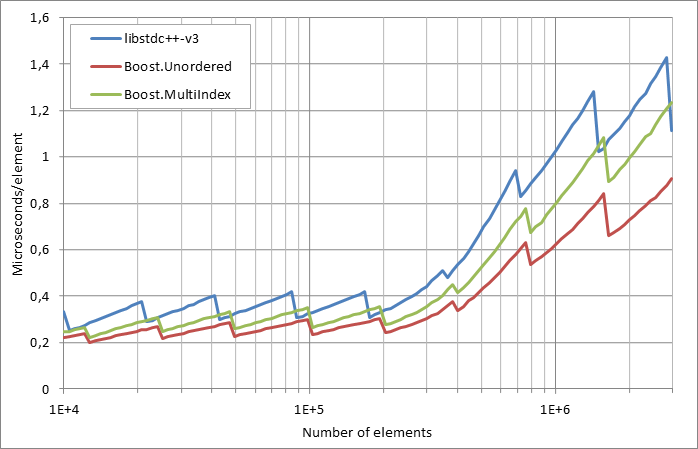 1,6
1,4
1,2
1
0,8
0,6
0,4
0,2
0
Microseconds/element
libstdc++-v3
Boost.Unordered
Boost.MultiIndex
1E+4 1E+5 1E+6
Number of elements